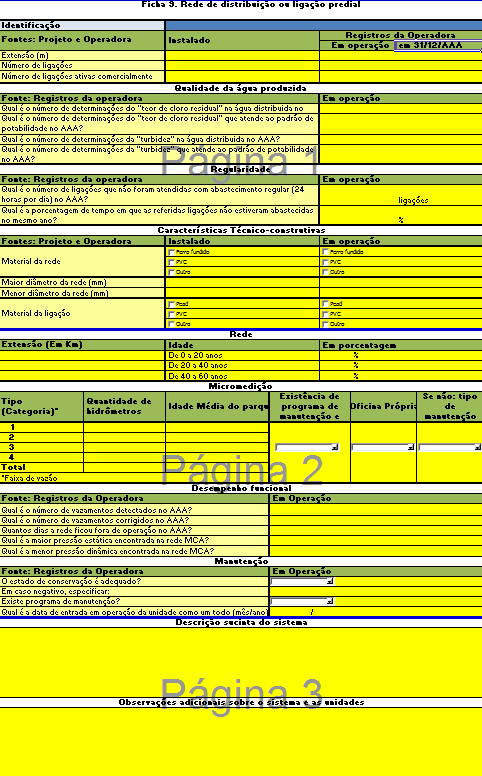 Ficha 9. Rede de distribuição ou ligação predial
Identificação
Fontes: Projeto e Operadora Instalado Registros da Operadora
Em operação em 31/12/AAA
Extensão (m)
Número de ligações
Número de ligações ativas comercialmente
Qualidade da água produzida
Fonte: Registros da operadora Em operação
Qual é o número de determinações do "teor de cloro residual" na água distribuída no
Qual é o número de determinações do "teor de cloro residual" que atende ao padrão de
potabilidade no AAA?
Qual é o número de determinações da "turbidez" na água distribuída no AAA?
Qual é o número de determinações do "turbidez" que atende ao padrão de potabilidade
no AAA?
Página 1
Regularidade
Fonte: Registros da operadora Em operação
Qual é o número de ligações que não foram atendidas com abastecimento regular (24
horas por dia) no AAA? ligações
Qual é a porcentagem de tempo em que as referidas ligações não estiveram abastecidas
no mesmo ano? %
Características Técnico-construtivas
Fontes: Projeto e Operadora Instalado Em operação
Material da rede
Ferro fundido Ferro fundido
PVC PVC
Outro Outro
Maior diâmetro da rede (mm)
Menor diâmetro da rede (mm)
Material da ligação
Pead Pead
PVC PVC
Outro Outro
Rede
Extensão (Em Km) Idade Em porcentagem
De 0 a 20 anos %
De 20 a 40 anos %
De 40 a 60 anos %
Micromedição
Tipo (Categoria)* Quantidade de hidrômetros Idade Média do parqu Existência de programa de manutenção e Oficina Própria Se não: tipo de manutenção
1
2
3
4
Total
*Faixa de vazão
Página 2
Desempenho funcional
Fonte: Registros da Operadora Em Operação
Qual é o número de vazamentos detectados no AAA?
Qual é o número de vazamentos corrigidos no AAA?
Quantos dias a rede ficou fora de operação no AAA?
Qual é a maior pressão estática encontrada na rede MCA?
Qual é a menor pressão dinâmica encontrada na rede MCA?
Manutenção
Fonte: Registros da Operadora Em Operação
O estado de conservação é adequado?
Em caso negativo, especificar:
Existe programa de manutenção?
Qual é a data de entrada em operação da unidade como um todo (mês/ano) /
Descrição sucinta do sistema
Página 3
Observações adicionais sobre o sistema e as unidades